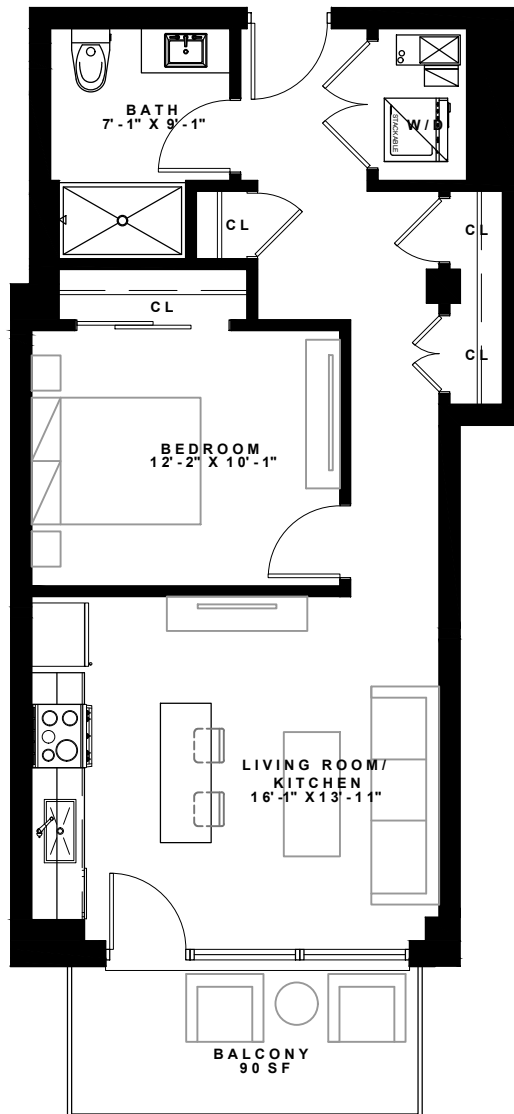 BATH
7'-1" X 9'-1"
W/D
STACKABLE
CL
CL
CL
CL
BEDROOM
12'-2" X 10'-1"
LIVING ROOM/
KITCHEN
16'-1" X 13'-11"
BALCONY
90 SF